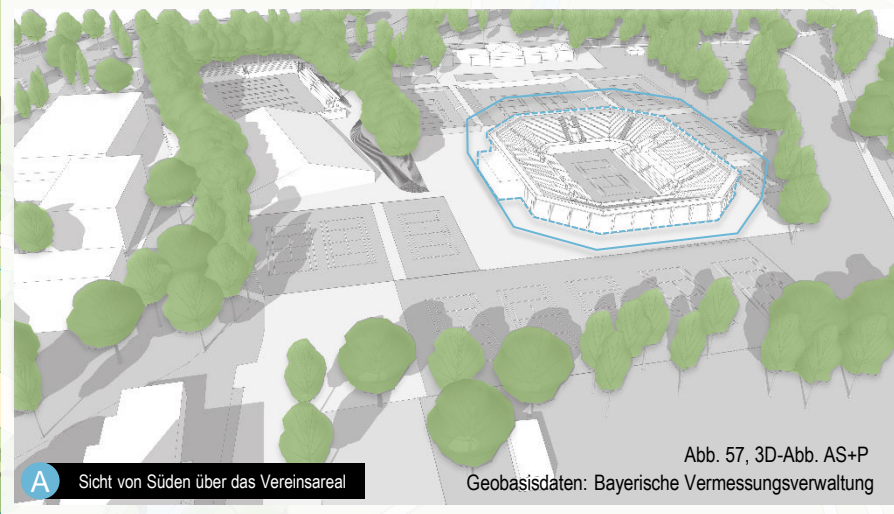 A Sicht von Süden über das Vereinsareal
Abb. 57, 3D-Abb. AS+P
Geobasisdaten: Bayerische Vermessungsverwaltung